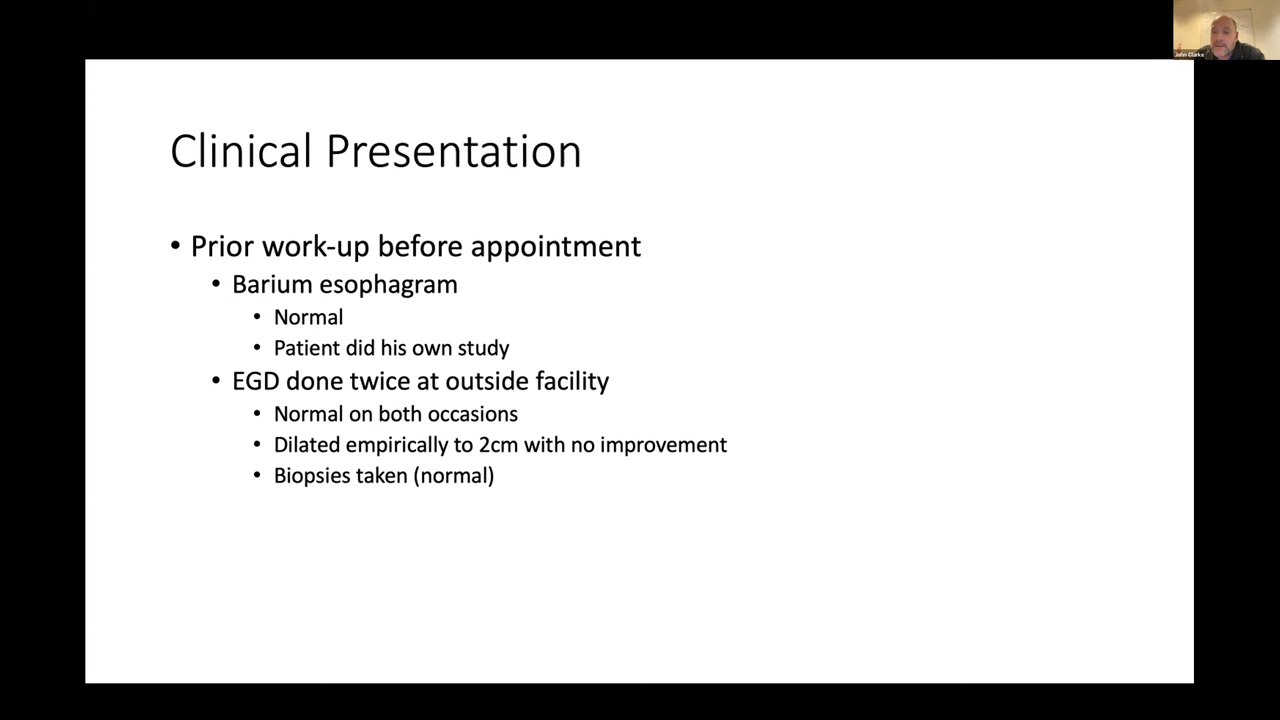 John Clarke
Clinical Presentation
• Prior work-up before appointment
• Barium esophagram
• Normal
• Patient did his own study
• EGD done twice at outside facility
• Normal on both occasions
• Dilated empirically to 2cm with no improvement
• Biopsies taken (normal)